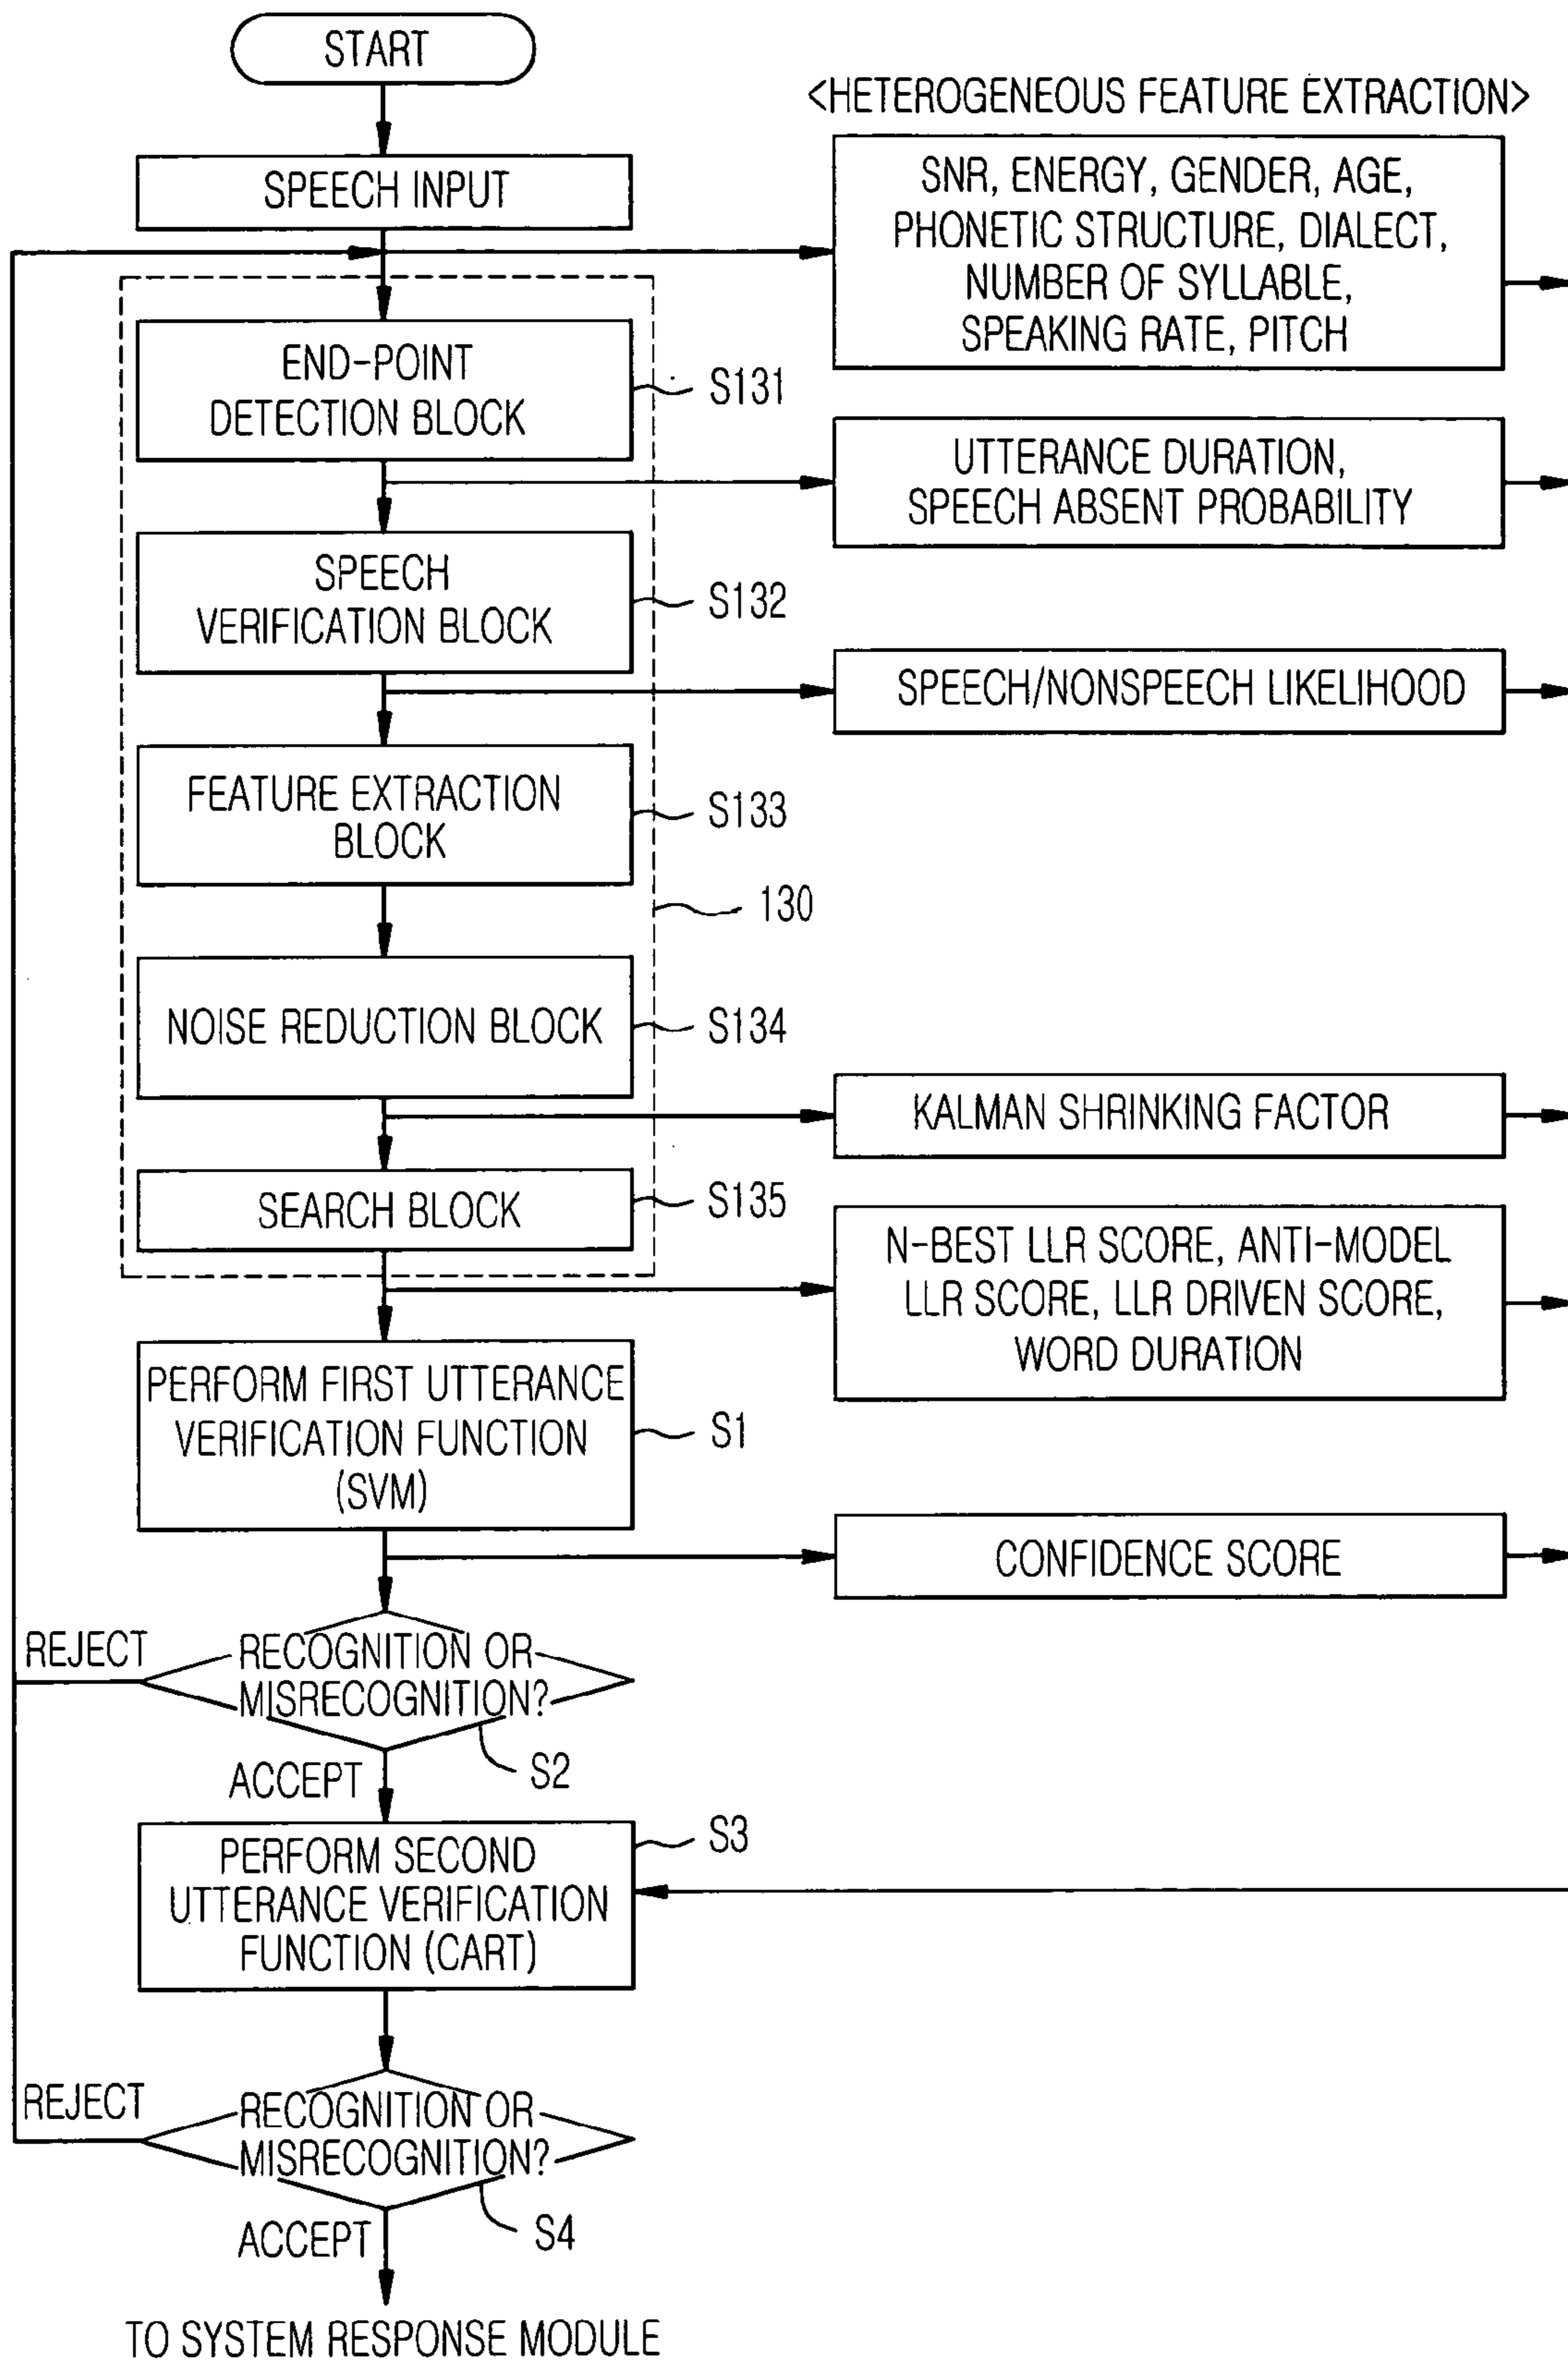 START
<HETEROGENEOUS FEATURE EXTRACTION>
SPEECH INPUT
SNR, ENERGY, GENDER, AGE,
PHONETIC STRUCTURE, DIALECT,
NUMBER OF SYLLABLE,
SPEAKING RATE, PITCH
END-POINT
DETECTION BLOCK
S131
UTTERANCE DURATION,
SPEECH ABSENT PROBABILITY
SPEECH
VERIFICATION BLOCK
S132
SPEECH/NONSPEECH LIKELIHOOD
FEATURE EXTRACTION
BLOCK
S133
130
NOISE REDUCTION BLOCK
S134
KALMAN SHRINKING FACTOR
SEARCH BLOCK
S135
N-BEST LLR SCORE, ANTI-MODEL
LLR SCORE, LLR DRIVEN SCORE,
WORD DURATION
PERFORM FIRST UTTERANCE
VERIFICATION FUNCTION
(SVM)
S1
CONFIDENCE SCORE
REJECT
RECOGNITION OR
MISRECOGNITION?
S2
ACCEPT
PERFORM SECOND
UTTERANCE VERIFICATION
FUNCTION (CART)
S3
REJECT
RECOGNITION OR
MISRECOGNITION?
S4
ACCEPT
TO SYSTEM RESPONSE MODULE